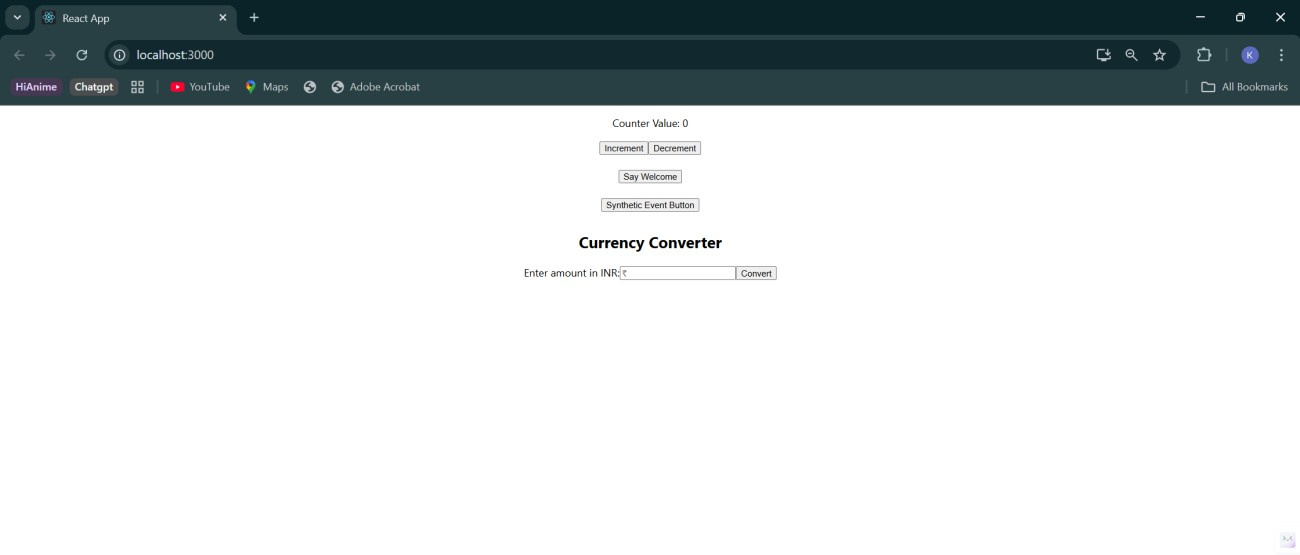 React App
localhost:3000
K
HiAnime Chatgpt YouTube Maps Adobe Acrobat All Bookmarks
Counter Value: 0
Increment Decrement
Say Welcome
Synthetic Event Button
Currency Converter
Enter amount in INR: ₹ Convert